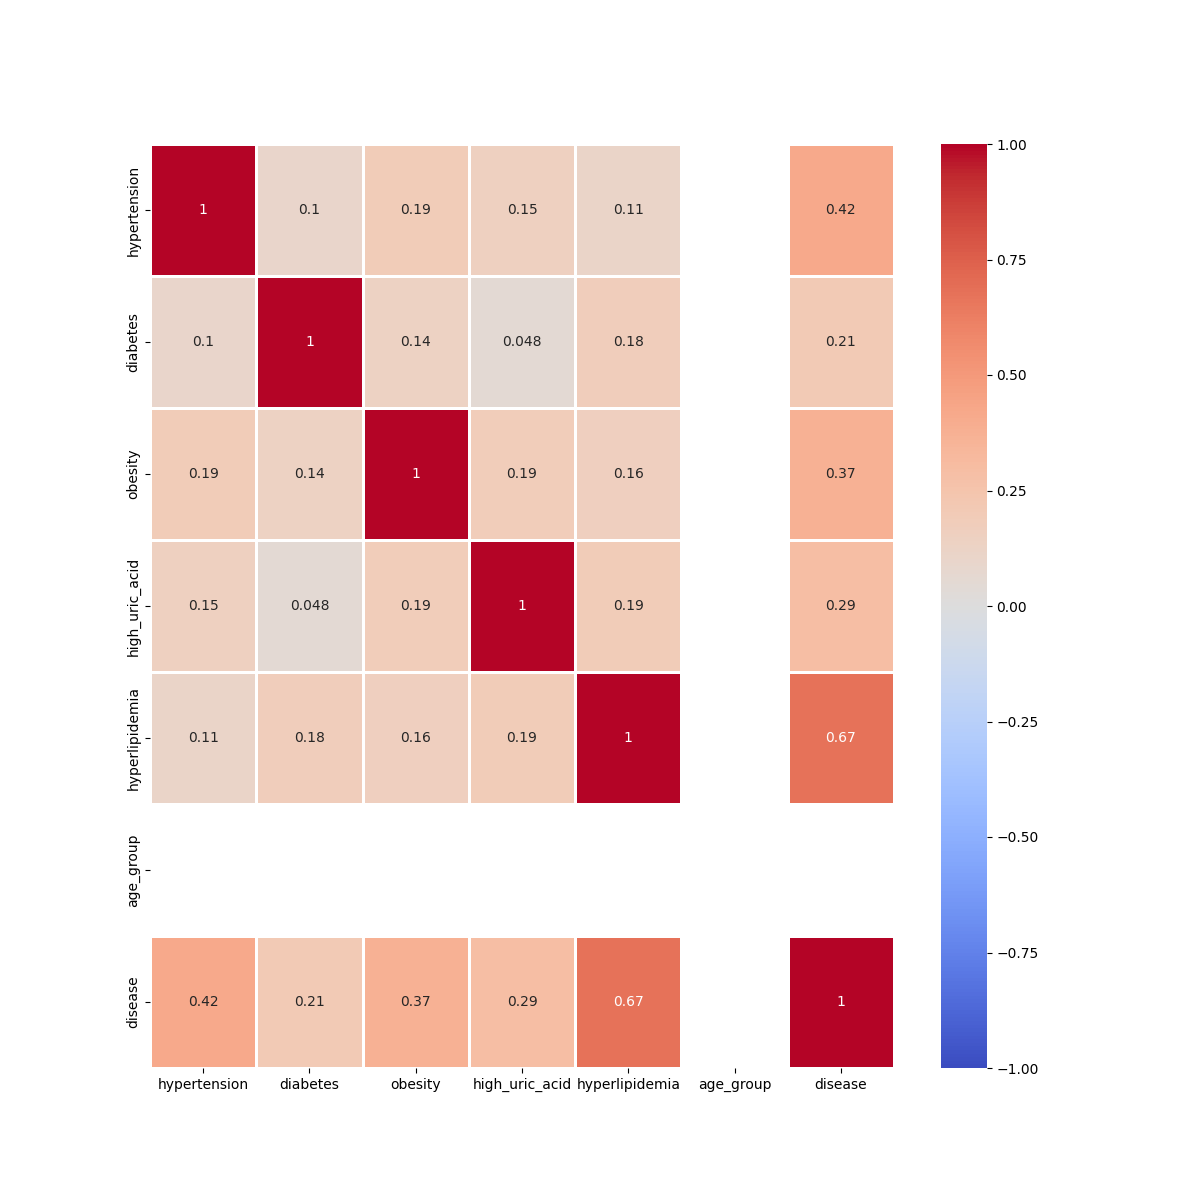 1.00
hypertension 1 0.1 0.19 0.15 0.11 0.42
0.75
diabetes 0.1 1 0.14 0.048 0.18 0.21
0.50
obesity 0.19 0.14 1 0.19 0.16 0.37
0.25
high_uric_acid 0.15 0.048 0.19 1 0.19 0.29
0.00
hyperlipidemia 0.11 0.18 0.16 0.19 1 0.67
−0.25
age_group
−0.50
−0.75
disease 0.42 0.21 0.37 0.29 0.67 1
−1.00
hypertension diabetes obesity high_uric_acid hyperlipidemia age_group disease